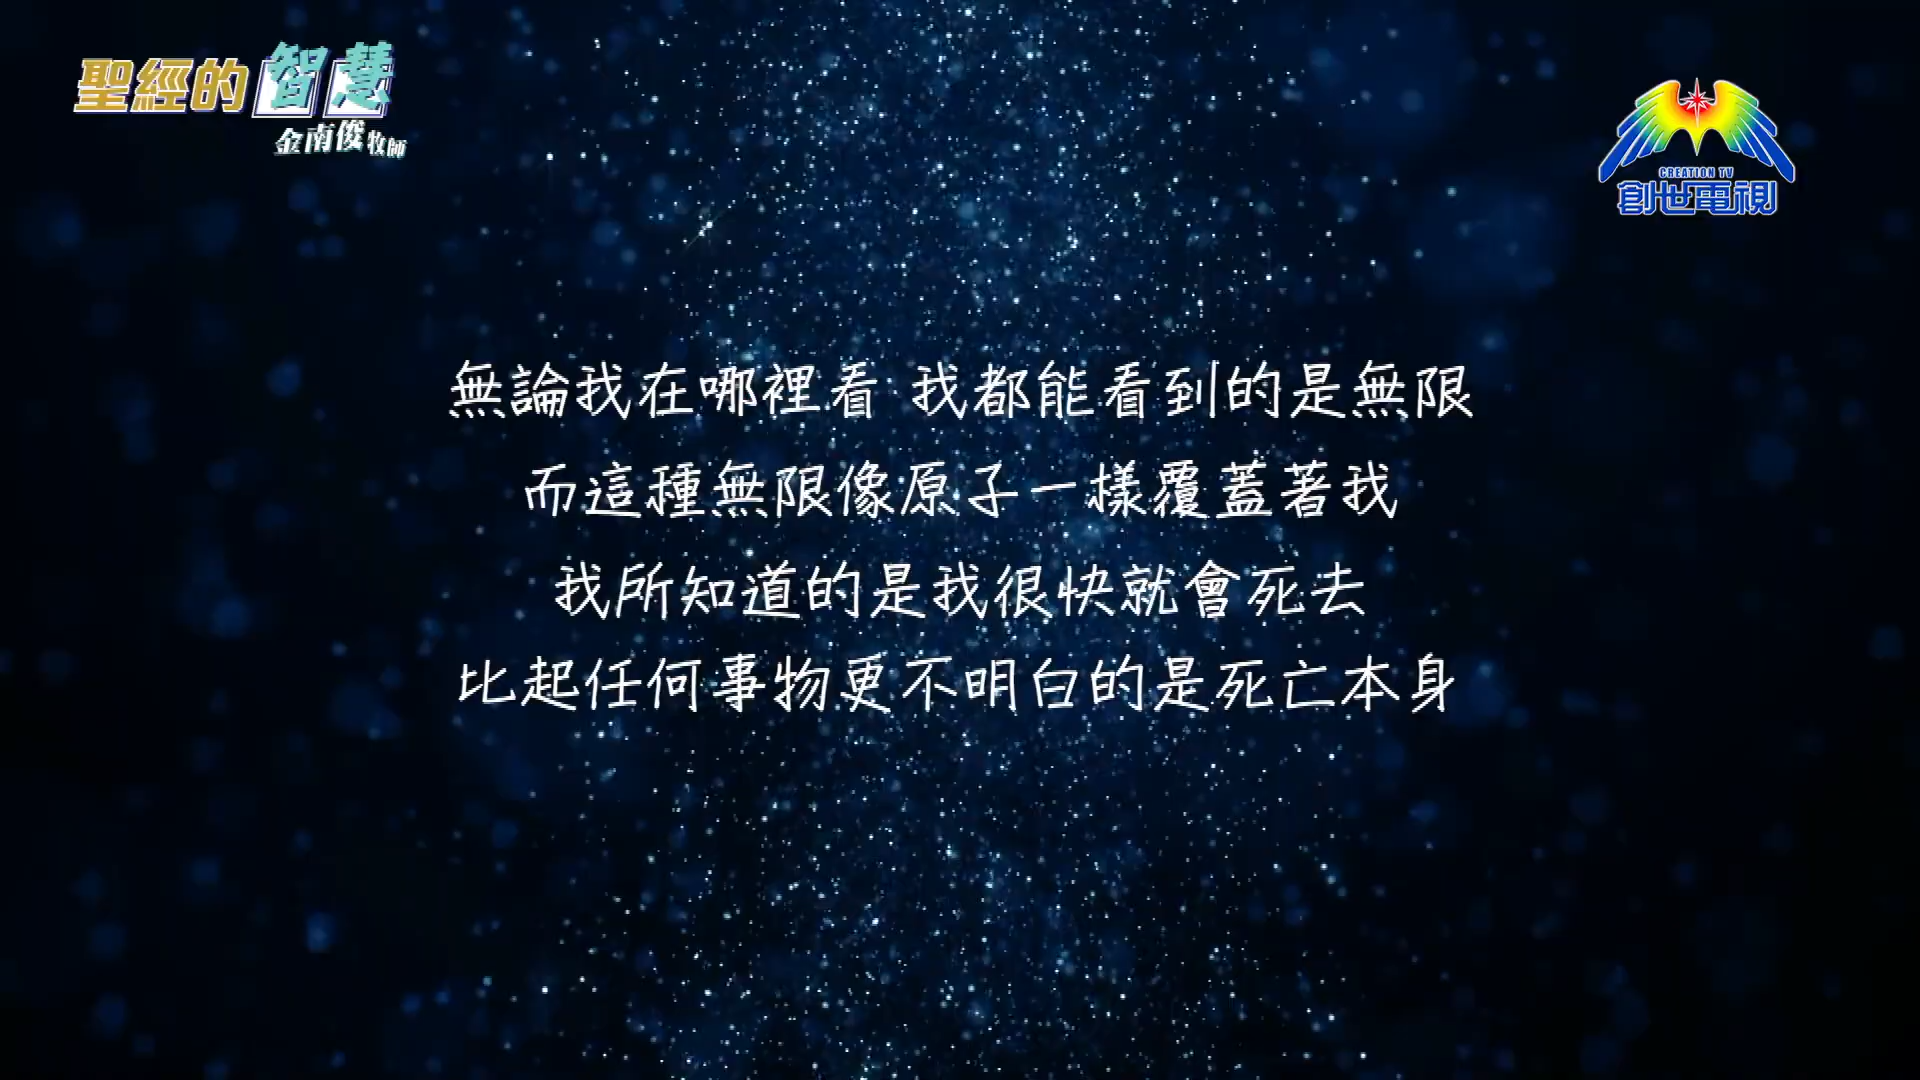 聖經的智慧
金南俊牧師
CREATION TV
創世電視
無論我在哪裡看 我都能看到的是無限
而這種無限像原子一樣覆蓋著我
我所知道的是我很快就會死去
比起任何事物更不明白的是死亡本身